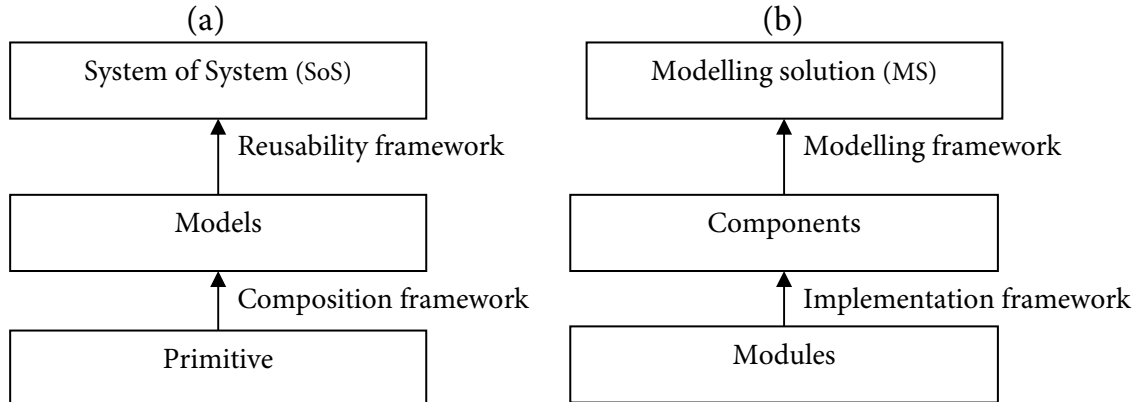 (a)
System of System (SoS)
Reusability framework
Models
Composition framework
Primitive
(b)
Modelling solution (MS)
Modelling framework
Components
Implementation framework
Modules